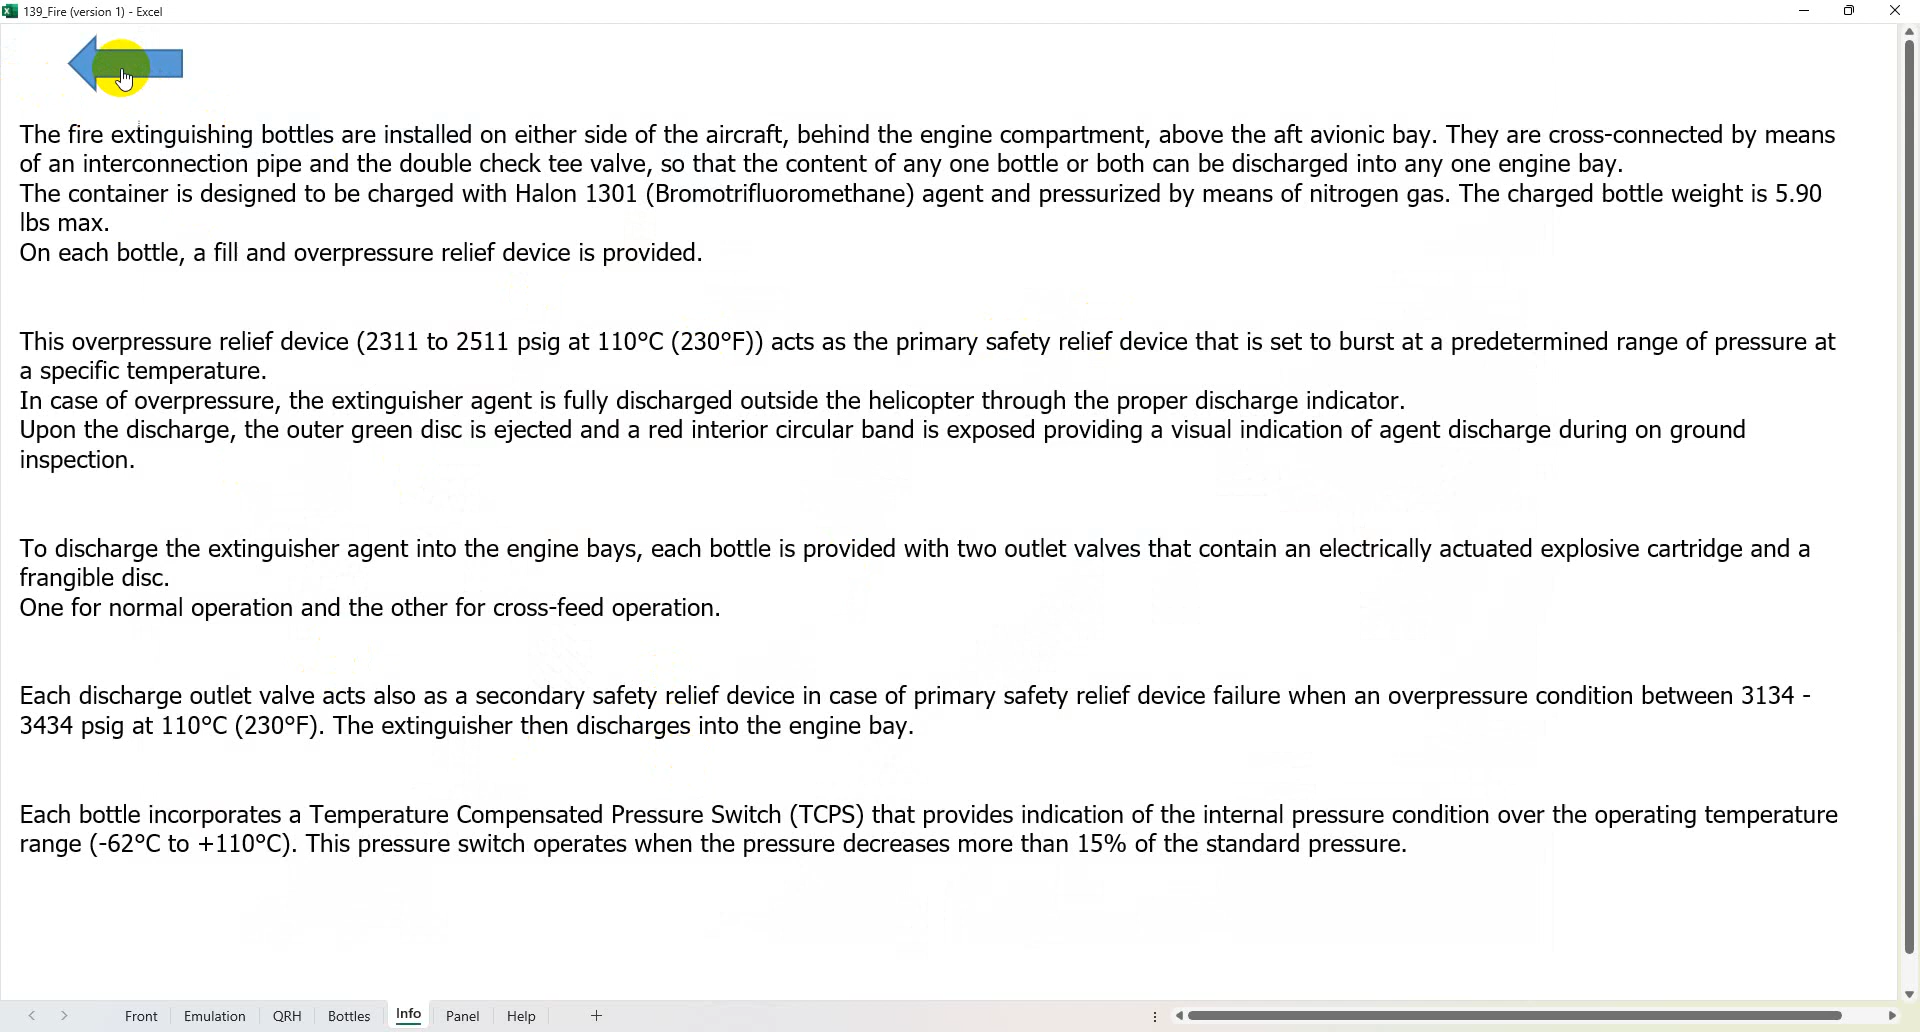 139_Fire (version 1) - Excel
The fire extinguishing bottles are installed on either side of the aircraft, behind the engine compartment, above the aft avionic bay. They are cross-connected by means
of an interconnection pipe and the double check tee valve, so that the content of any one bottle or both can be discharged into any one engine bay.
The container is designed to be charged with Halon 1301 (Bromotrifluoromethane) agent and pressurized by means of nitrogen gas. The charged bottle weight is 5.90
lbs max.
On each bottle, a fill and overpressure relief device is provided.
This overpressure relief device (2311 to 2511 psig at 110°C (230°F)) acts as the primary safety relief device that is set to burst at a predetermined range of pressure at
a specific temperature.
In case of overpressure, the extinguisher agent is fully discharged outside the helicopter through the proper discharge indicator.
Upon the discharge, the outer green disc is ejected and a red interior circular band is exposed providing a visual indication of agent discharge during on ground
inspection.
To discharge the extinguisher agent into the engine bays, each bottle is provided with two outlet valves that contain an electrically actuated explosive cartridge and a
frangible disc.
One for normal operation and the other for cross-feed operation.
Each discharge outlet valve acts also as a secondary safety relief device in case of primary safety relief device failure when an overpressure condition between 3134 -
3434 psig at 110°C (230°F). The extinguisher then discharges into the engine bay.
Each bottle incorporates a Temperature Compensated Pressure Switch (TCPS) that provides indication of the internal pressure condition over the operating temperature
range (-62°C to +110°C). This pressure switch operates when the pressure decreases more than 15% of the standard pressure.
Front Emulation QRH Bottles Info Panel Help